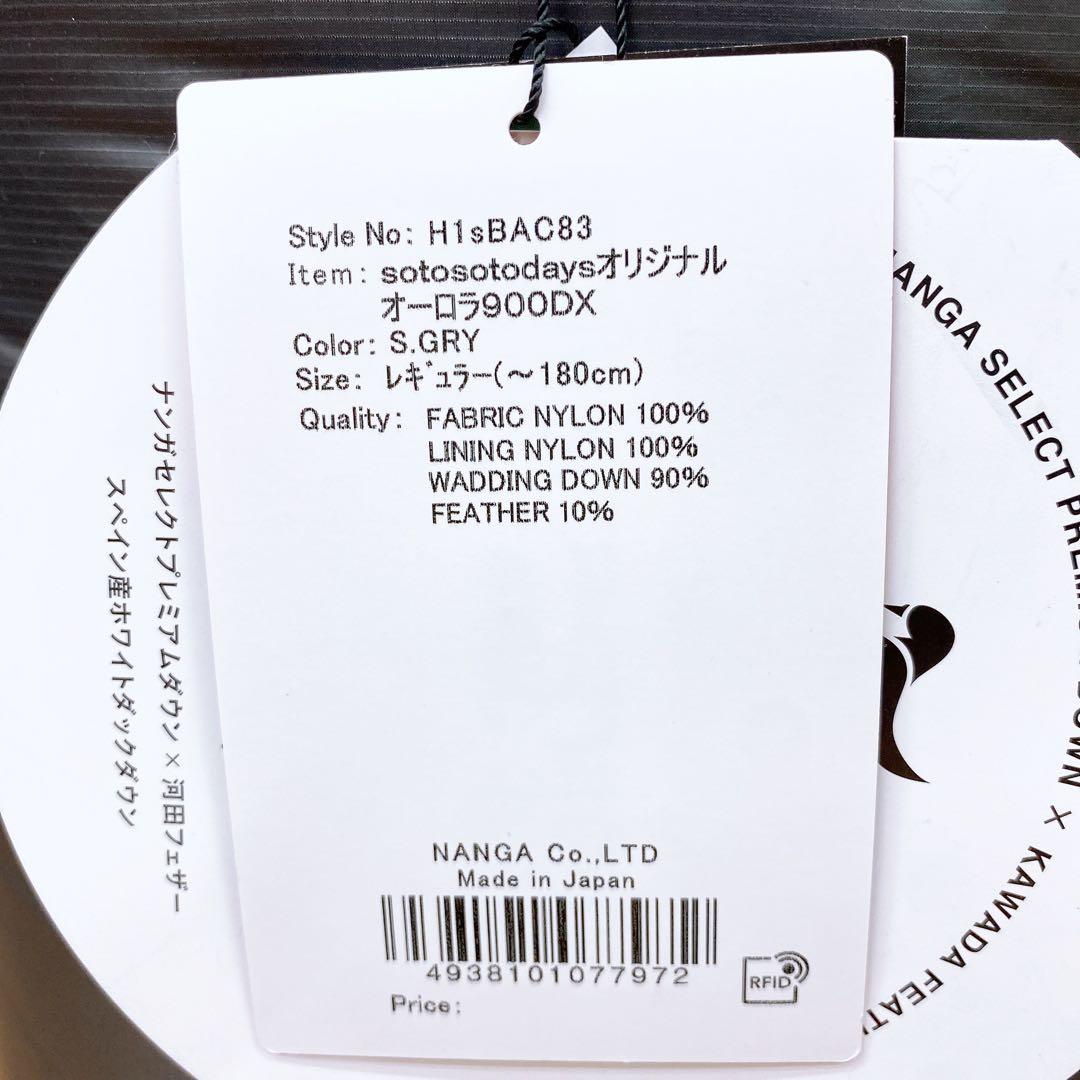 Style No: H1sBAC83
Item: sotosotodaysオリジナル
オーロラ900DX
Color: S.GRY
Size: レギュラー(～180cm)
Quality: FABRIC NYLON 100%
LINING NYLON 100%
WADDING DOWN 90%
FEATHER 10%
NANGA Co.,LTD
Made in Japan
4938101077972
Price:
RFID
ナンガセレクトプレミアムダウン×河田フェザー
スペイン産ホワイトダックダウン
NANGA SELECT × KAWADA